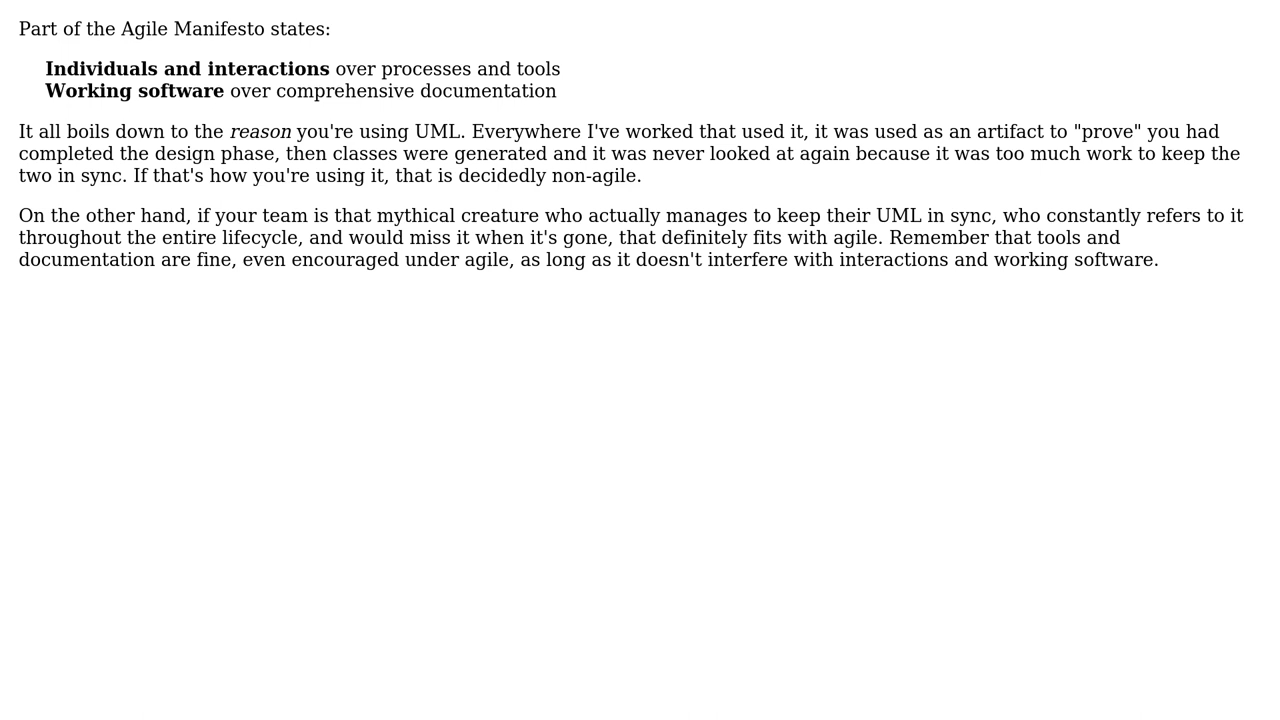 Part of the Agile Manifesto states:
Individuals and interactions over processes and tools
Working software over comprehensive documentation
It all boils down to the reason you're using UML. Everywhere I've worked that used it, it was used as an artifact to "prove" you had
completed the design phase, then classes were generated and it was never looked at again because it was too much work to keep the
two in sync. If that's how you're using it, that is decidedly non-agile.
On the other hand, if your team is that mythical creature who actually manages to keep their UML in sync, who constantly refers to it
throughout the entire lifecycle, and would miss it when it's gone, that definitely fits with agile. Remember that tools and
documentation are fine, even encouraged under agile, as long as it doesn't interfere with interactions and working software.